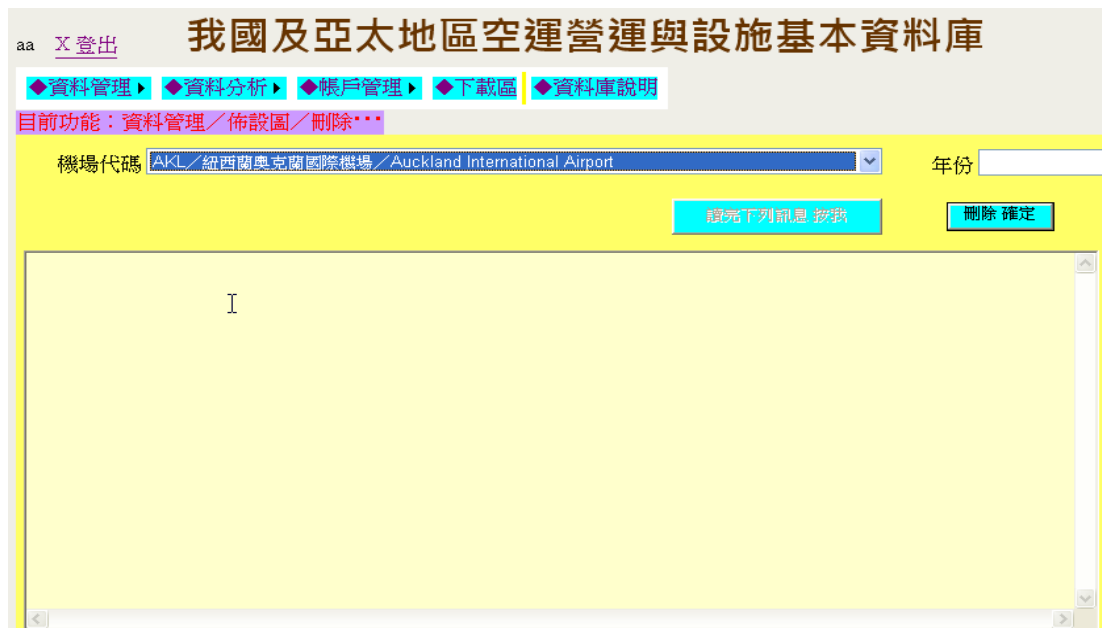 aa X 登出 我國及亞太地區空運營運與設施基本資料庫
◆資料管理▶ ◆資料分析▶ ◆帳戶管理▶ ◆下載區 ◆資料庫說明
目前功能：資料管理／佈設圖／刪除···
機場代碼 AKL／紐西蘭奧克蘭國際機場／Auckland International Airport 年份
讀完下列訊息 按我 刪除 確定